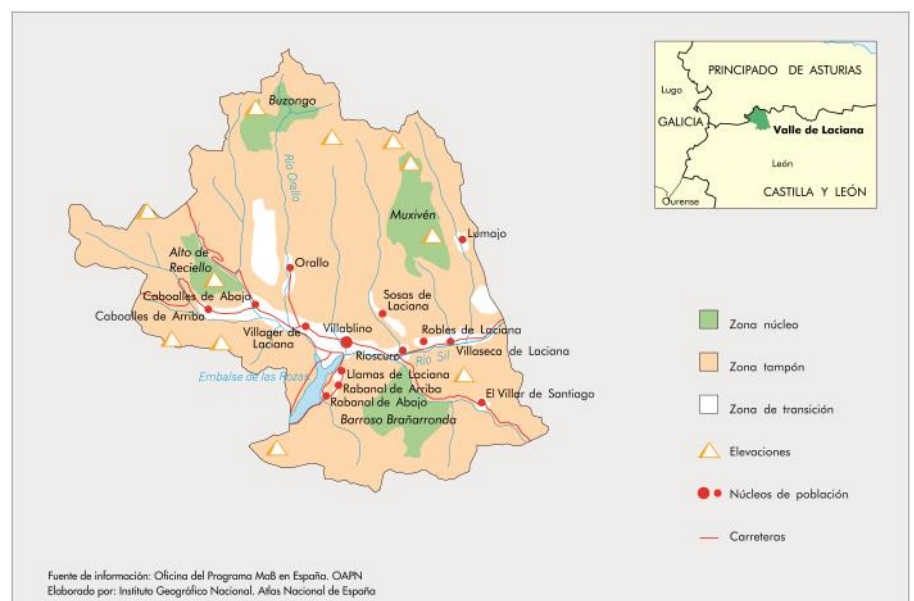 Buzongo
Río Orallo
Muxivén
Lumajo
Alto de
Reciello
Orallo
Caboalles de Abajo
Caboalles de Arriba
Sosas de
Laciana
Villager de
Laciana
Villablino
Robles de Laciana
Rioscuro
Río Sil
Villaseca de Laciana
Embalse de las Rozas
Llamas de Laciana
Rabanal de Arriba
Rabanal de Abajo
El Villar de Santiago
Barroso Brañarronda
PRINCIPADO DE ASTURIAS
Lugo
GALICIA
Valle de Laciana
León
CASTILLA Y LEÓN
Ourense
Zona núcleo
Zona tampón
Zona de transición
Elevaciones
Núcleos de población
Carreteras
Fuente de información: Oficina del Programa MaB en España. OAPN
Elaborado por: Instituto Geográfico Nacional. Atlas Nacional de España